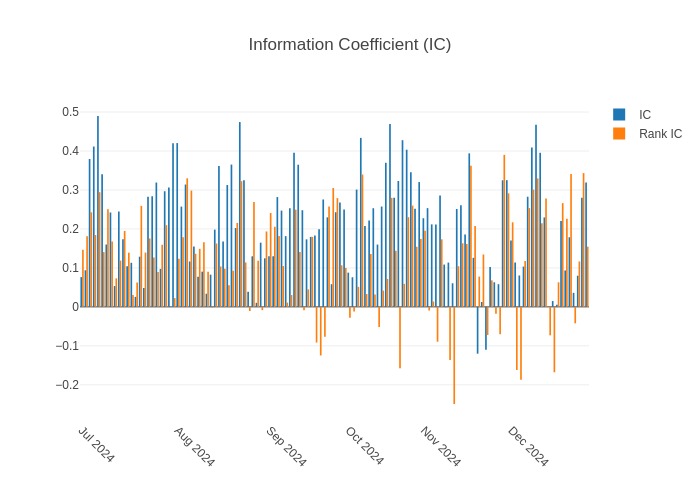 Information Coefficient (IC)
0.5
0.4
0.3
0.2
0.1
0
−0.1
−0.2
Jul 2024
Aug 2024
Sep 2024
Oct 2024
Nov 2024
Dec 2024
IC
Rank IC